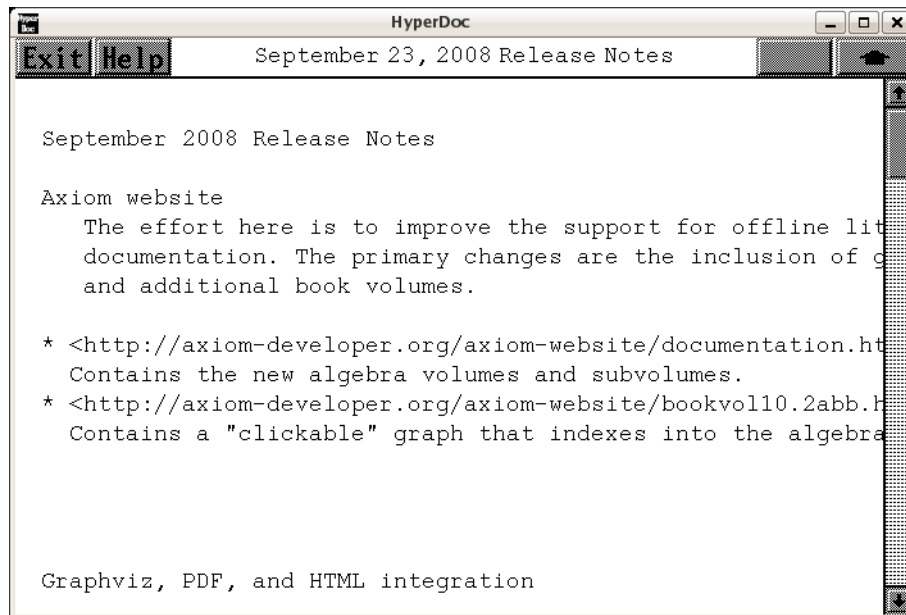 Hyper Doc
HyperDoc
Exit Help September 23, 2008 Release Notes
September 2008 Release Notes
Axiom website
The effort here is to improve the support for offline lit
documentation. The primary changes are the inclusion of g
and additional book volumes.
* <http://axiom-developer.org/axiom-website/documentation.ht
Contains the new algebra volumes and subvolumes.
* <http://axiom-developer.org/axiom-website/bookvol10.2abb.h
Contains a "clickable" graph that indexes into the algebra
Graphviz, PDF, and HTML integration